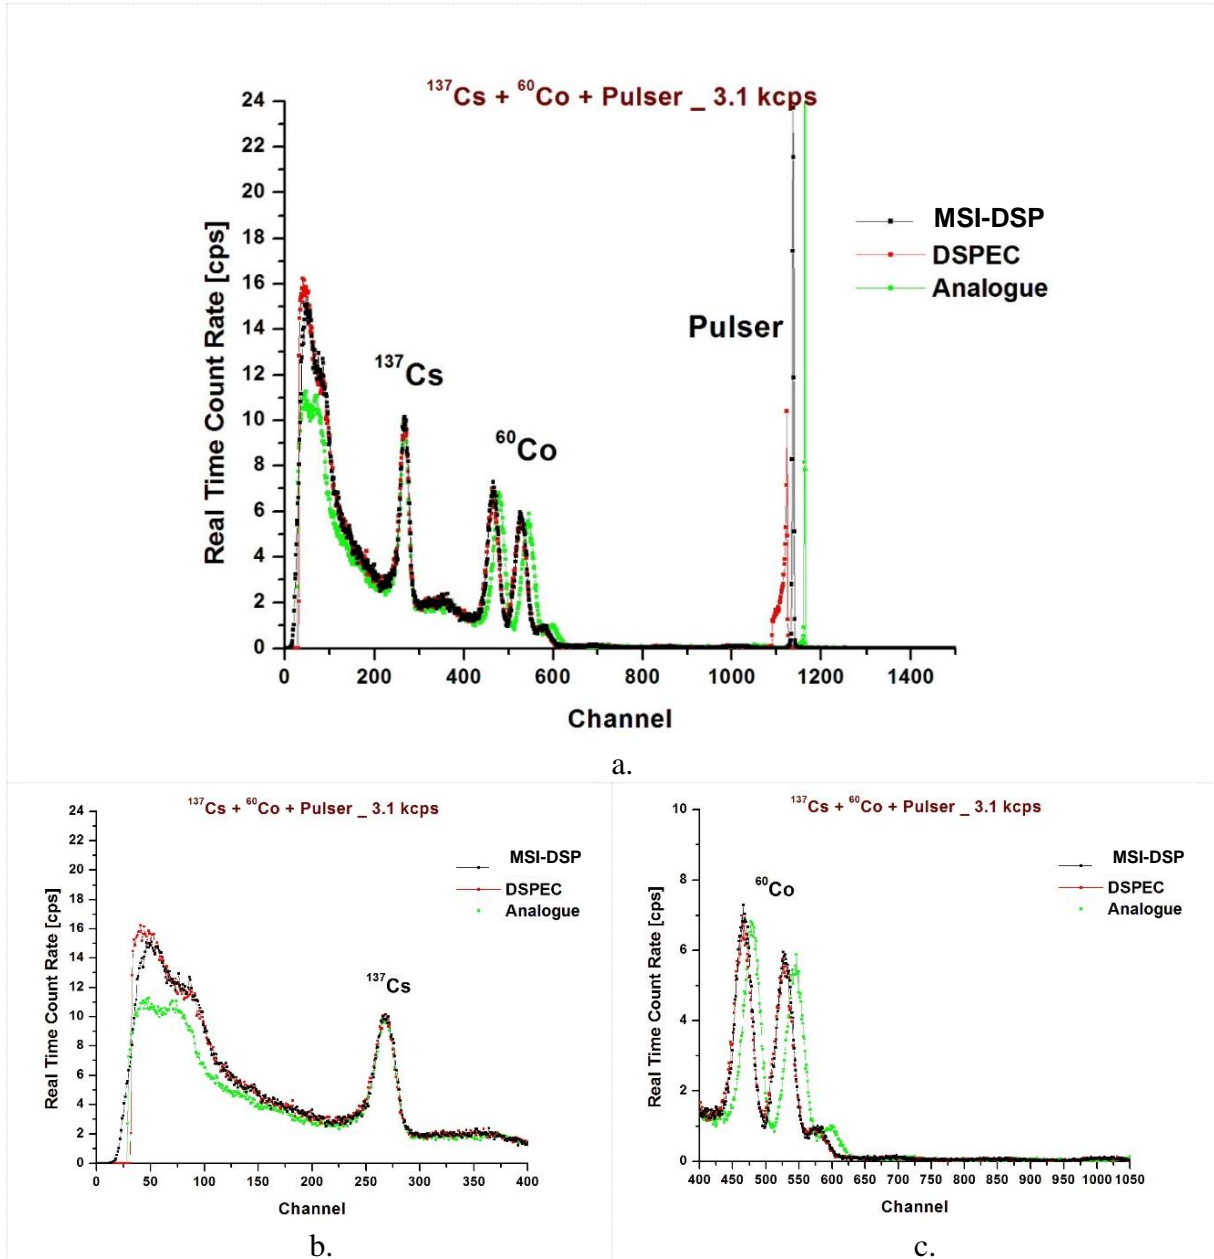 ¹³⁷Cs + ⁶⁰Co + Pulser _ 3.1 kcps
24
22
20
18
16
14
12
10
8
6
4
2
0
Real Time Count Rate [cps]
MSI-DSP
DSPEC
Analogue
Pulser
¹³⁷Cs
⁶⁰Co
0 200 400 600 800 1000 1200 1400
Channel
a.
¹³⁷Cs + ⁶⁰Co + Pulser _ 3.1 kcps
24
22
20
18
16
14
12
10
8
6
4
2
0
Real Time Count Rate [cps]
MSI-DSP
DSPEC
Analogue
¹³⁷Cs
0 50 100 150 200 250 300 350 400
Channel
b.
¹³⁷Cs + ⁶⁰Co + Pulser _ 3.1 kcps
10
8
6
4
2
0
Real Time Count Rate [cps]
MSI-DSP
DSPEC
Analogue
⁶⁰Co
400 450 500 550 600 650 700 750 800 850 900 950 1000 1050
Channel
c.